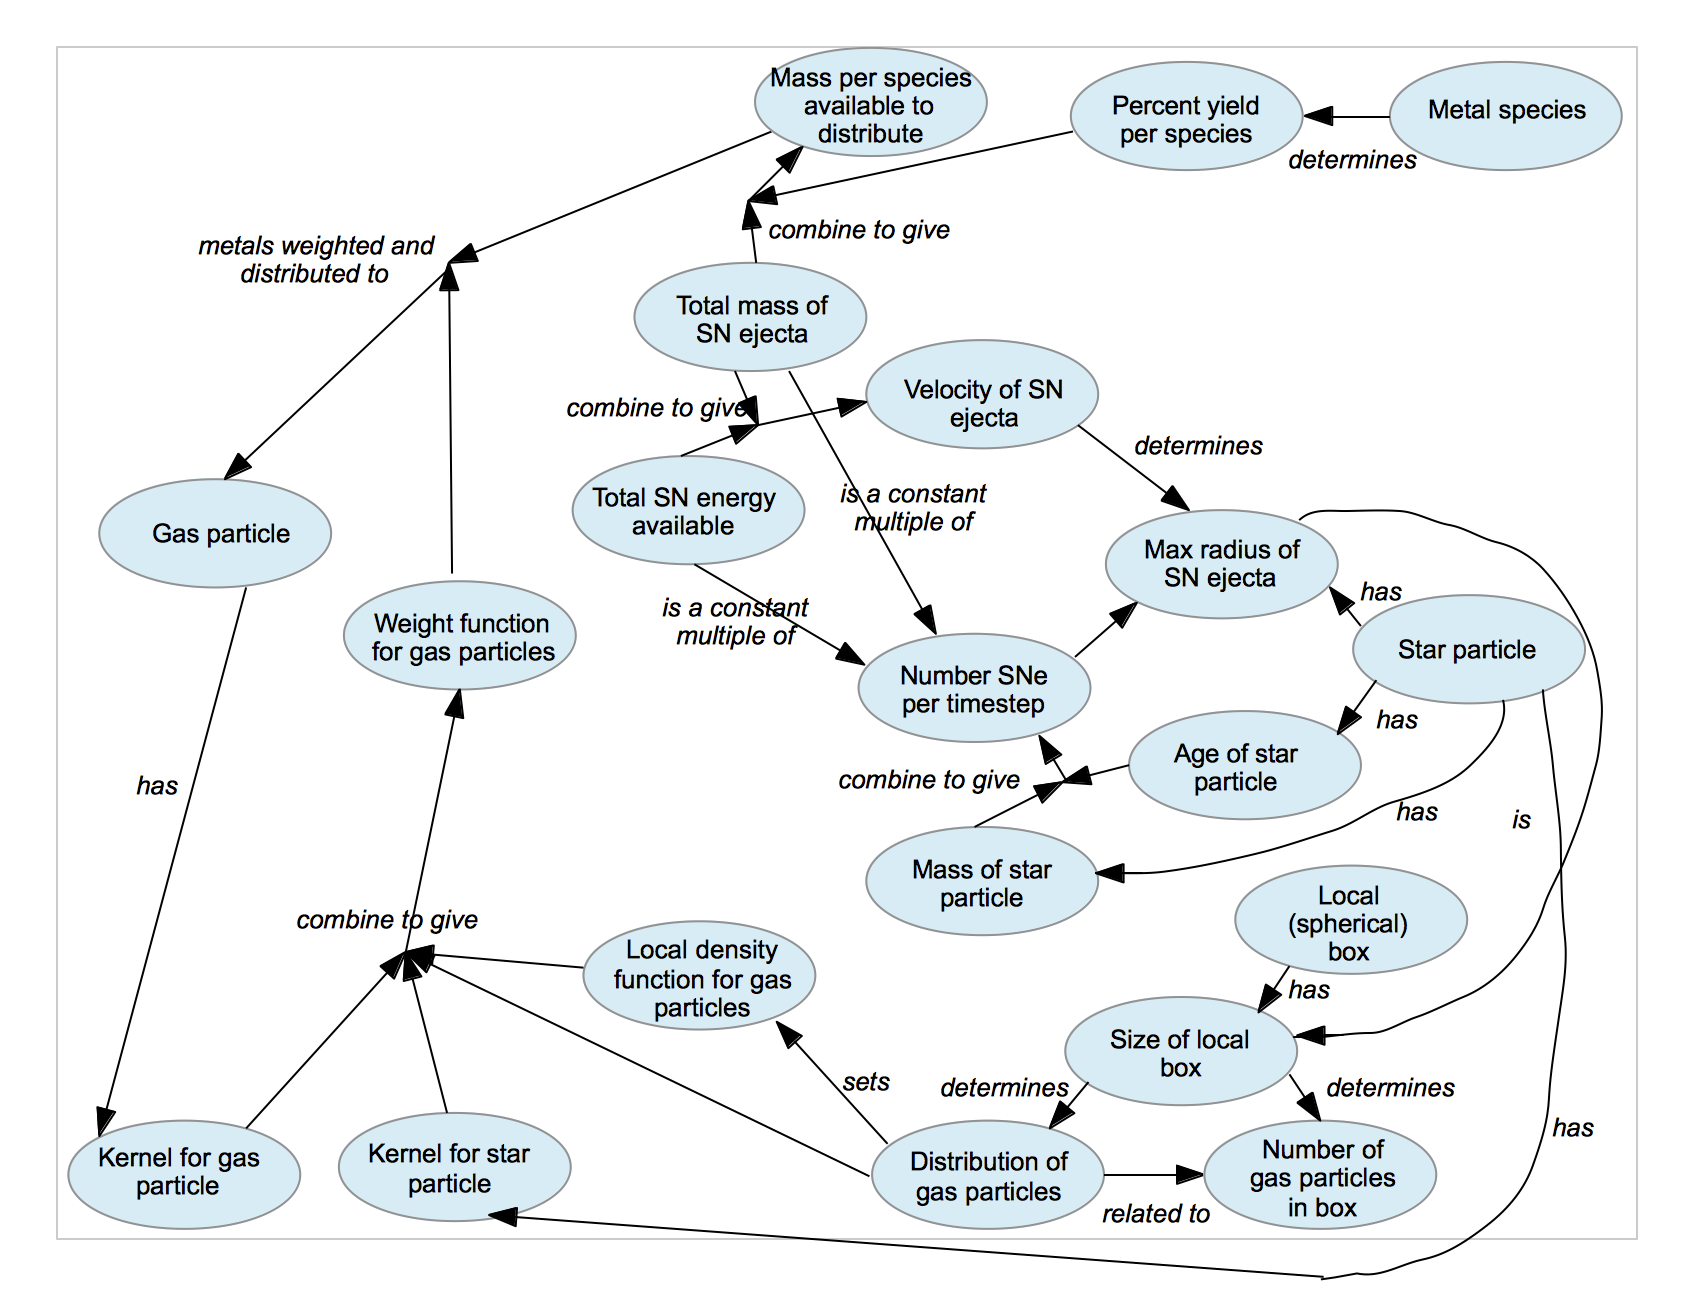 Mass per species
available to
distribute
Percent yield
per species
Metal species
determines
metals weighted and
distributed to
combine to give
Total mass of
SN ejecta
Velocity of SN
ejecta
combine to give
determines
Total SN energy
available
is a constant
multiple of
Gas particle
Max radius of
SN ejecta
has
is a constant
multiple of
Weight function
for gas particles
Star particle
Number SNe
per timestep
has
Age of star
particle
combine to give
has
has
is
Mass of star
particle
Local
(spherical)
box
combine to give
Local density
function for gas
particles
has
Size of local
box
sets
determines
determines
has
Kernel for gas
particle
Kernel for star
particle
Distribution of
gas particles
Number of
gas particles
in box
related to